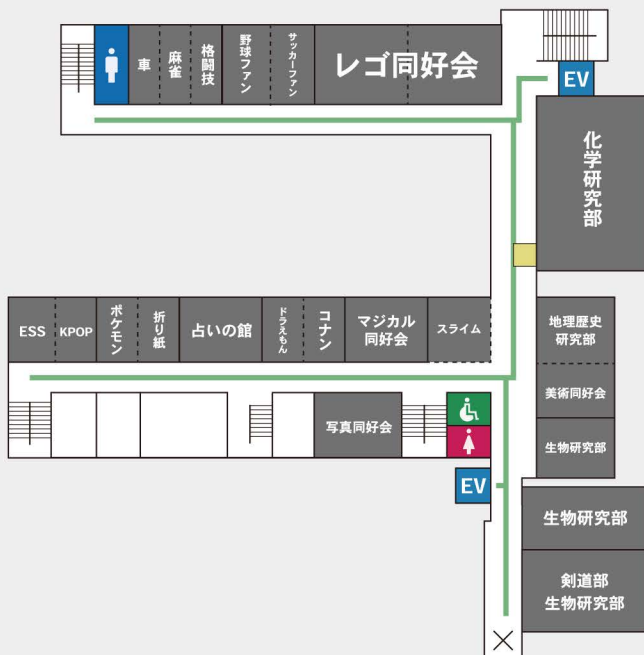 車
麻雀
格闘技
野球ファン
サッカーファン
レゴ同好会
EV
化学研究部
ESS
KPOP
ポケモン
折り紙
占いの館
ドラえもん
コナン
マジカル
同好会
スライム
地理歴史
研究部
美術同好会
生物研究部
写真同好会
EV
生物研究部
剣道部
生物研究部